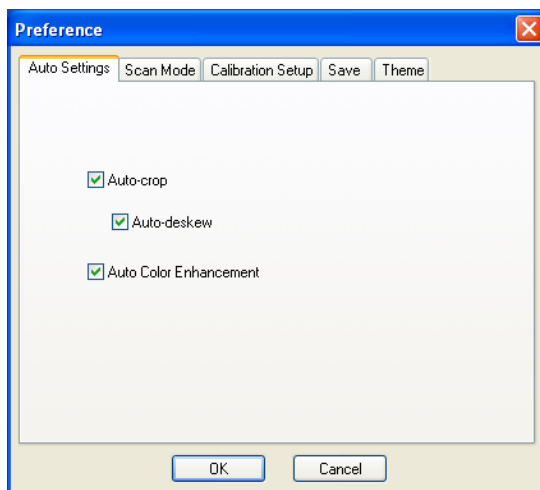 Preference
Auto Settings Scan Mode Calibration Setup Save Theme
Auto-crop
Auto-deskew
Auto Color Enhancement
OK Cancel